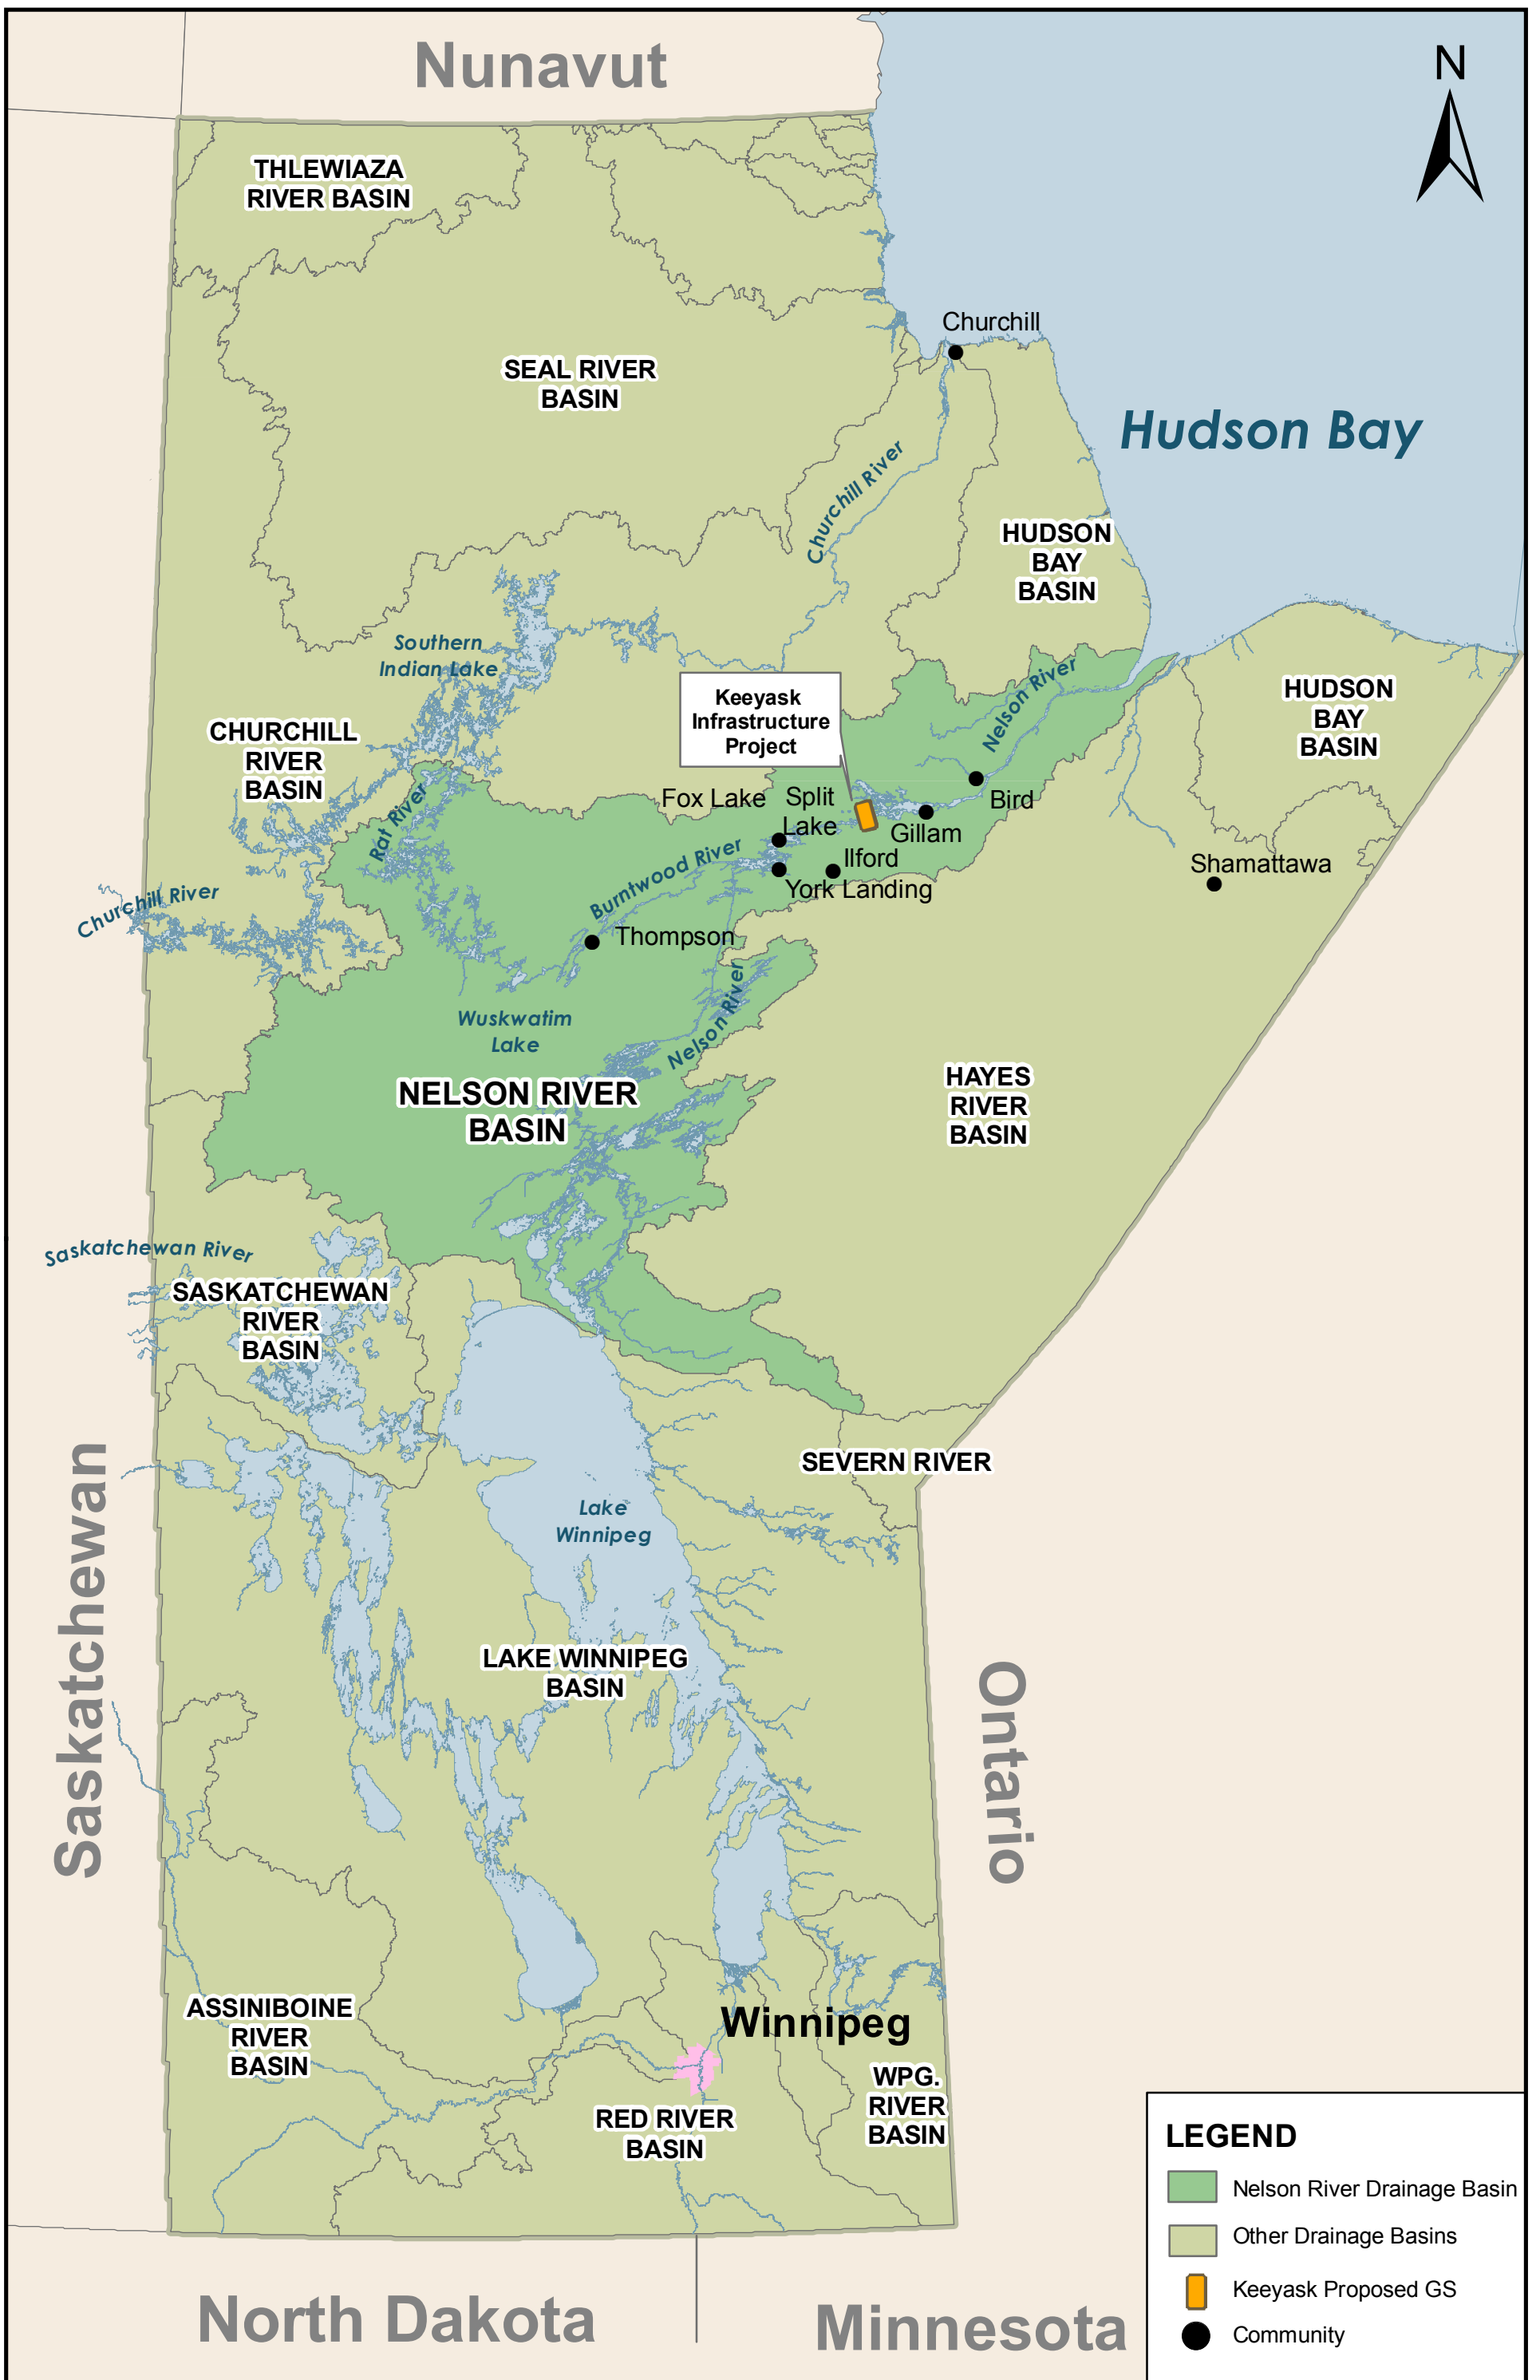 Nunavut
N
THLEWIAZA
RIVER BASIN
Churchill
SEAL RIVER
BASIN
Hudson Bay
Churchill River
HUDSON
BAY
BASIN
Southern
Indian Lake
Keeyask
Infrastructure
Project
Nelson River
HUDSON
BAY
BASIN
CHURCHILL
RIVER
BASIN
Rat River
Fox Lake
Split
Lake
Bird
Gillam
Ilford
York Landing
Burntwood River
Shamattawa
Churchill River
Thompson
Nelson River
Wuskwatim
Lake
NELSON RIVER
BASIN
HAYES
RIVER
BASIN
Saskatchewan River
SASKATCHEWAN
RIVER
BASIN
SEVERN RIVER
Lake
Winnipeg
Saskatchewan
LAKE WINNIPEG
BASIN
Ontario
ASSINIBOINE
RIVER
BASIN
Winnipeg
WPG.
RIVER
BASIN
RED RIVER
BASIN
North Dakota
Minnesota
LEGEND
Nelson River Drainage Basin
Other Drainage Basins
Keeyask Proposed GS
Community